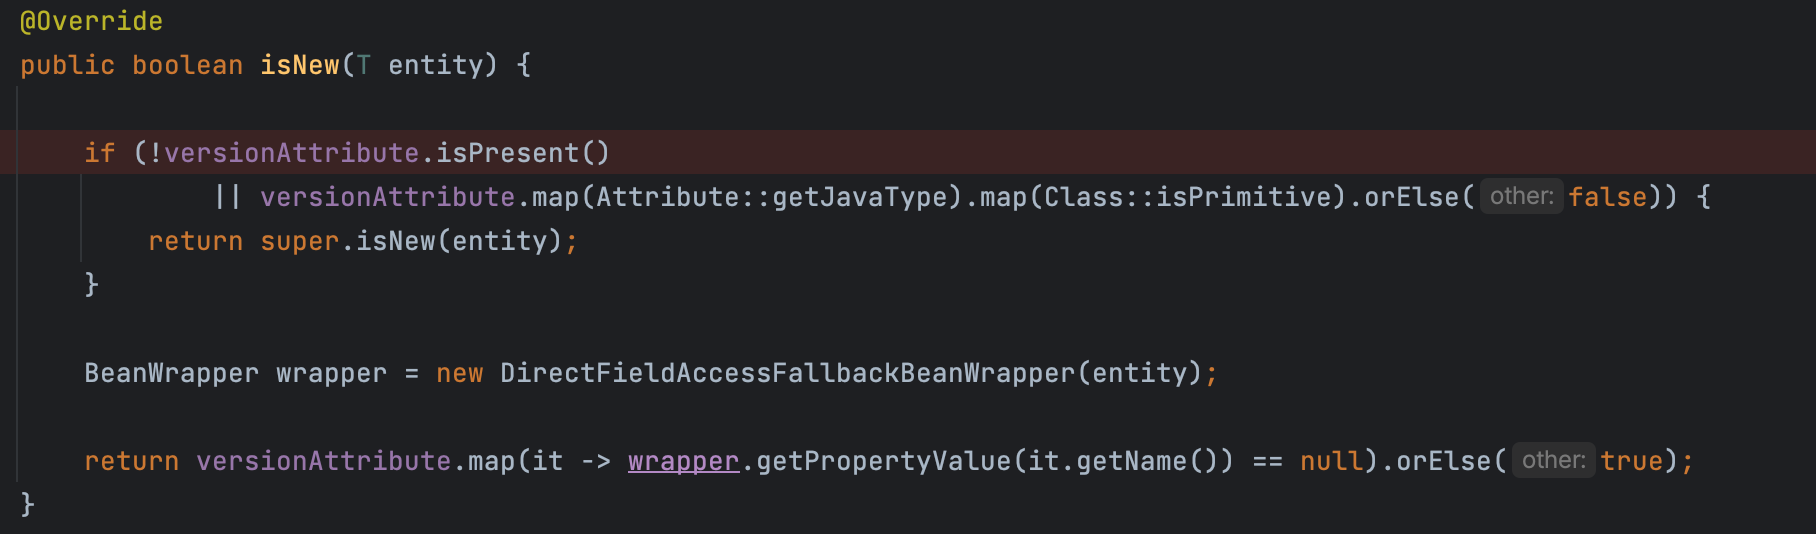 @Override
public boolean isNew(T entity) {
if (!versionAttribute.isPresent()
|| versionAttribute.map(Attribute::getJavaType).map(Class::isPrimitive).orElse( other: false)) {
return super.isNew(entity);
}
BeanWrapper wrapper = new DirectFieldAccessFallbackBeanWrapper(entity);
return versionAttribute.map(it -> wrapper.getPropertyValue(it.getName()) == null).orElse( other: true);
}